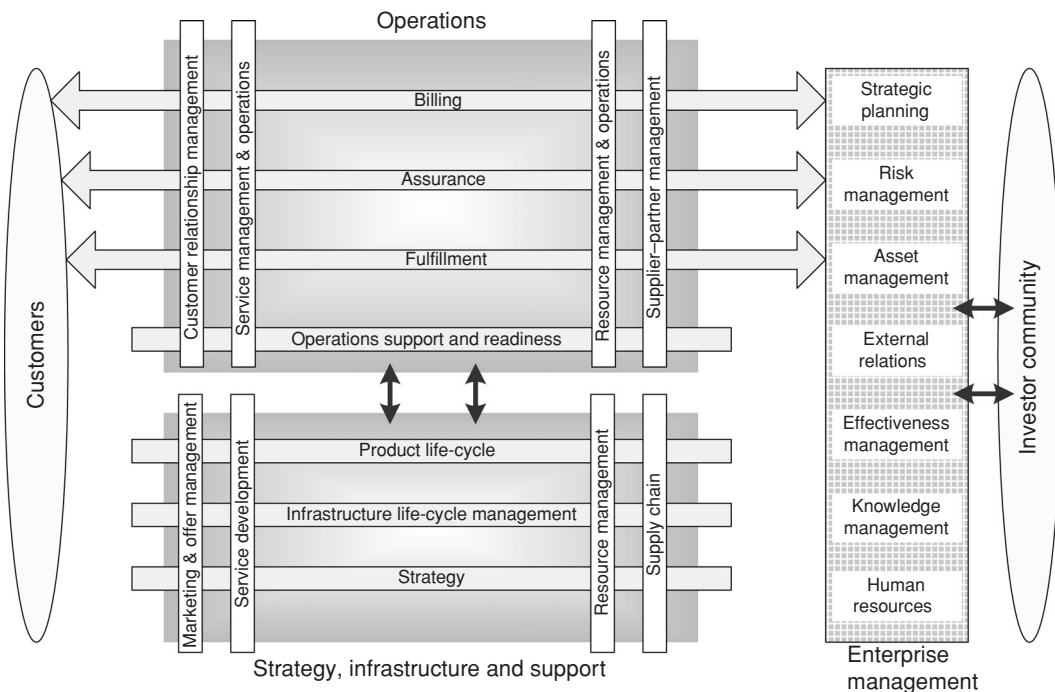 Operations
Customers
Customer relationship management
Service management & operations
Billing
Assurance
Fulfillment
Operations support and readiness
Resource management & operations
Supplier–partner management
Marketing & offer management
Service development
Product life-cycle
Infrastructure life-cycle management
Strategy
Resource management
Supply chain
Strategy, infrastructure and support
Strategic
planning
Risk
management
Asset
management
External
relations
Effectiveness
management
Knowledge
management
Human
resources
Enterprise
management
Investor community